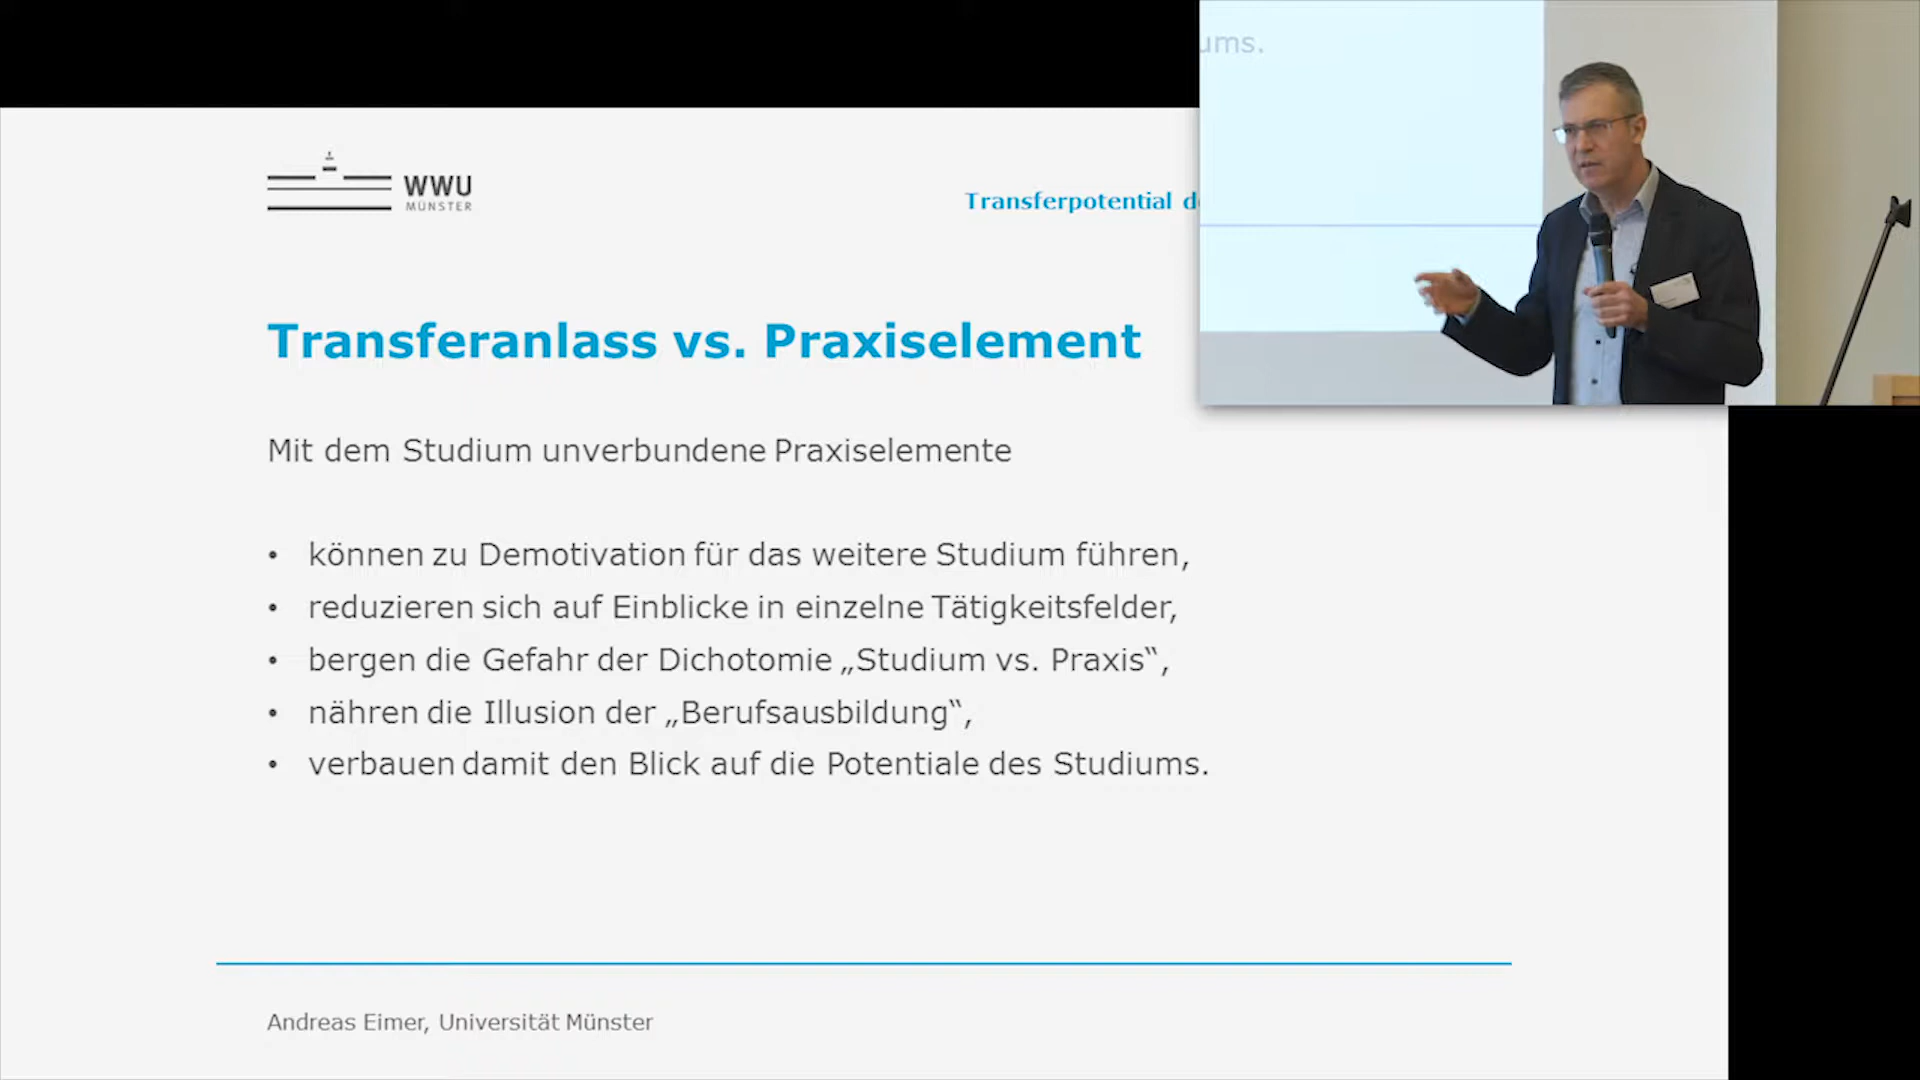 ums.
WWU
MÜNSTER
Transferpotential
Transferanlass vs. Praxiselement
Mit dem Studium unverbundene Praxiselemente
• können zu Demotivation für das weitere Studium führen,
• reduzieren sich auf Einblicke in einzelne Tätigkeitsfelder,
• bergen die Gefahr der Dichotomie „Studium vs. Praxis“,
• nähren die Illusion der „Berufsausbildung“,
• verbauen damit den Blick auf die Potentiale des Studiums.
Andreas Eimer, Universität Münster